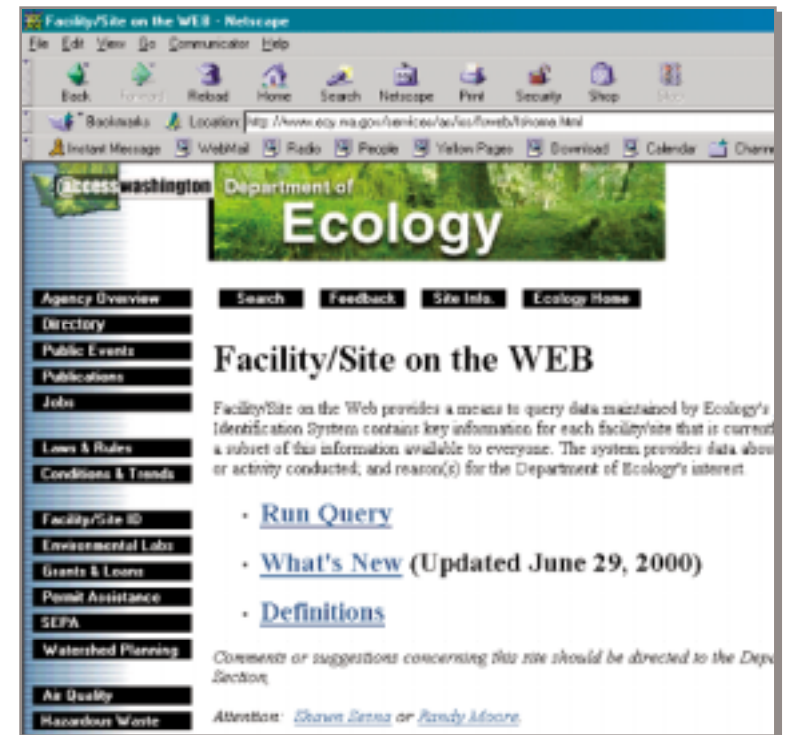 Facility/Site on the WEB - Netscape
File Edit View Go Communicator Help
Back Forward Reload Home Search Netscape Print Security Shop Stop
Bookmarks Location: http://www.ecy.wa.gov/services/as/iss/fsweb/fshome.html
Instant Message WebMail Radio People Yellow Pages Download Calendar Channe
access washington Department of
Ecology
Search Feedback Site Info. Ecology Home
Agency Overview
Directory
Public Events
Publications
Jobs
Laws & Rules
Conditions & Trends
Facility/Site ID
Environmental Labs
Grants & Loans
Permit Assistance
SEPA
Watershed Planning
Air Quality
Hazardous Waste
Facility/Site on the WEB
Facility/Site on the Web provides a means to query data maintained by Ecology's
Identification System contains key information for each facility/site that is current
a subset of this information available to everyone. The system provides data abou
or activity conducted; and reason(s) for the Department of Ecology's interest.
· Run Query
· What's New (Updated June 29, 2000)
· Definitions
Comments or suggestions concerning this site should be directed to the Depa
Section,
Attention: Shawn or Randy Moore.